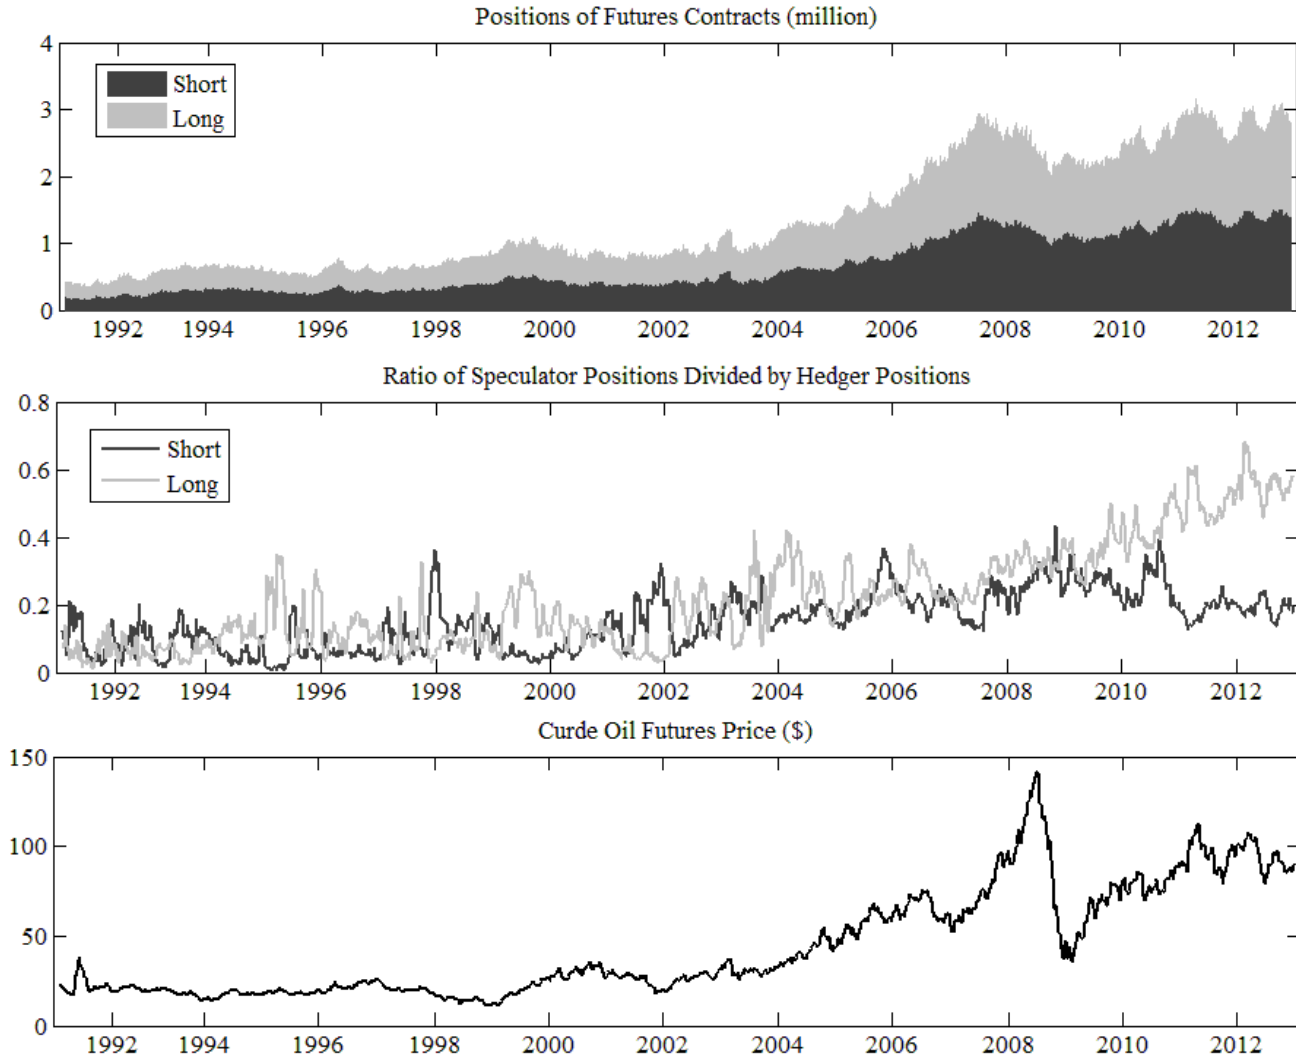 Positions of Futures Contracts (million)
4
3
2
1
0
Short
Long
1992 1994 1996 1998 2000 2002 2004 2006 2008 2010 2012
Ratio of Speculator Positions Divided by Hedger Positions
0.8
0.6
0.4
0.2
0
Short
Long
1992 1994 1996 1998 2000 2002 2004 2006 2008 2010 2012
Curde Oil Futures Price ($)
150
100
50
0
1992 1994 1996 1998 2000 2002 2004 2006 2008 2010 2012